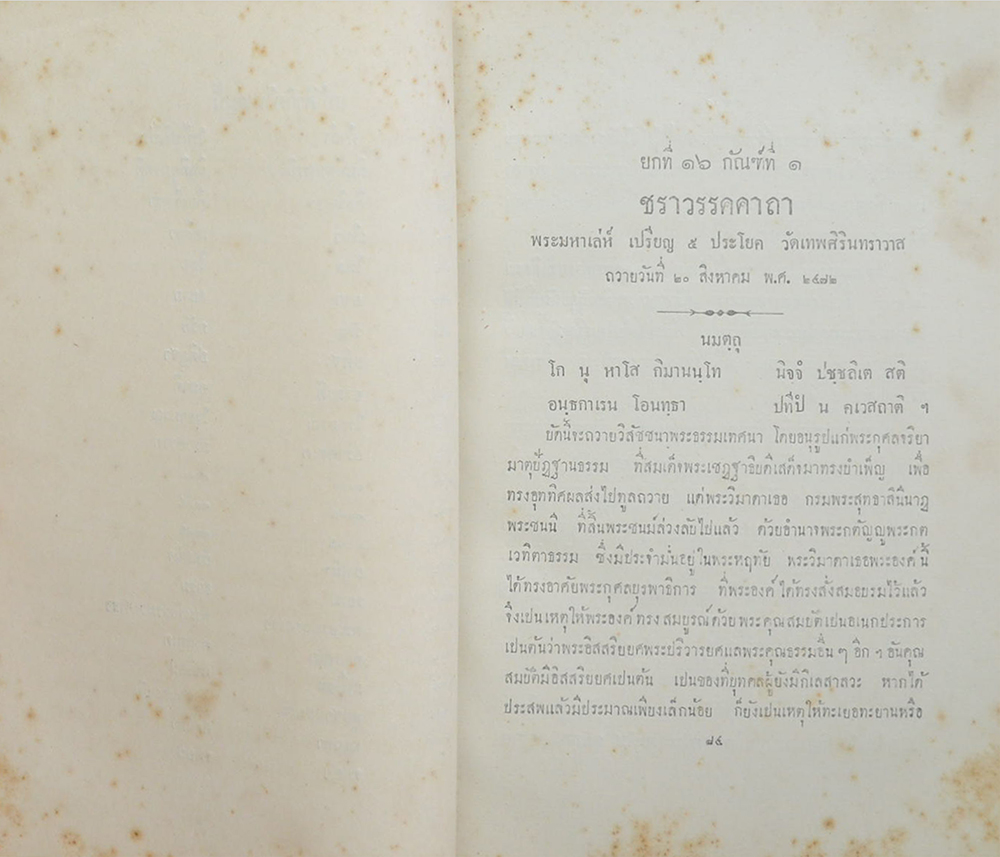 ยกที่ ๑๖ กัณฑ์ที่ ๑
ชราวรรคคาถา
พระมหาเล่ห์ เปรียญ ๕ ประโยค วัดเทพศิรินทราวาส
ถวายวันที่ ๒๐ สิงหาคม พ.ศ. ๒๔๗๒
นมตฺถุ
โก นุ หาโส กิมานนฺโท นิจฺจํ ปชฺชลิเต สติ
อนฺธกาเรน โอนทฺธา ปทีปํ น คเวสถาติ ฯ
บัดนี้จะถวายวิสัชชนาพระธรรมเทศนา โดยอนุรูปแก่พระกุศลจริยา
มาตุปัฏฐานธรรม ที่สมเด็จพระเชฎฐาธิบดีเสด็จมาทรงบำเพ็ญ เพื่อ
ทรงอุททิศผลส่งไปทูลถวาย แด่พระวิมาดาเธอ กรมพระสุทธาสินีนาฏ
พระชนนี ที่สิ้นพระชนม์ล่วงลับไปแล้ว ด้วยอำนาจพระกตัญญูพระกต
เวทิตาธรรม ซึ่งมีประจำมั่นอยู่ในพระหฤทัย พระวิมาดาเธอพระองค์นี้
ได้ทรงอาศัยพระกุศลบุรพาธิการ ที่พระองค์ได้ทรงสั่งสมอบรมไว้แล้ว
จึงเปนเหตุให้พระองค์ทรงสมบูรณ์ด้วยพระคุณสมบัติเปนอเนกประการ
เปนต้นว่าพระอิสสริยยศพระบริวารยศแลพระคุณธรรมอื่น ๆ อีก ฯ อันคุณ
สมบัติมีอิสสริยยศเปนต้น เปนของที่บุทคลผู้ยังมีกิเลสาสวะ หากได้
ประสพแล้วมีประมาณเพียงเล็กน้อย ก็ยังเปนเหตุให้ทะเยอทะยานหรือ
๘๕